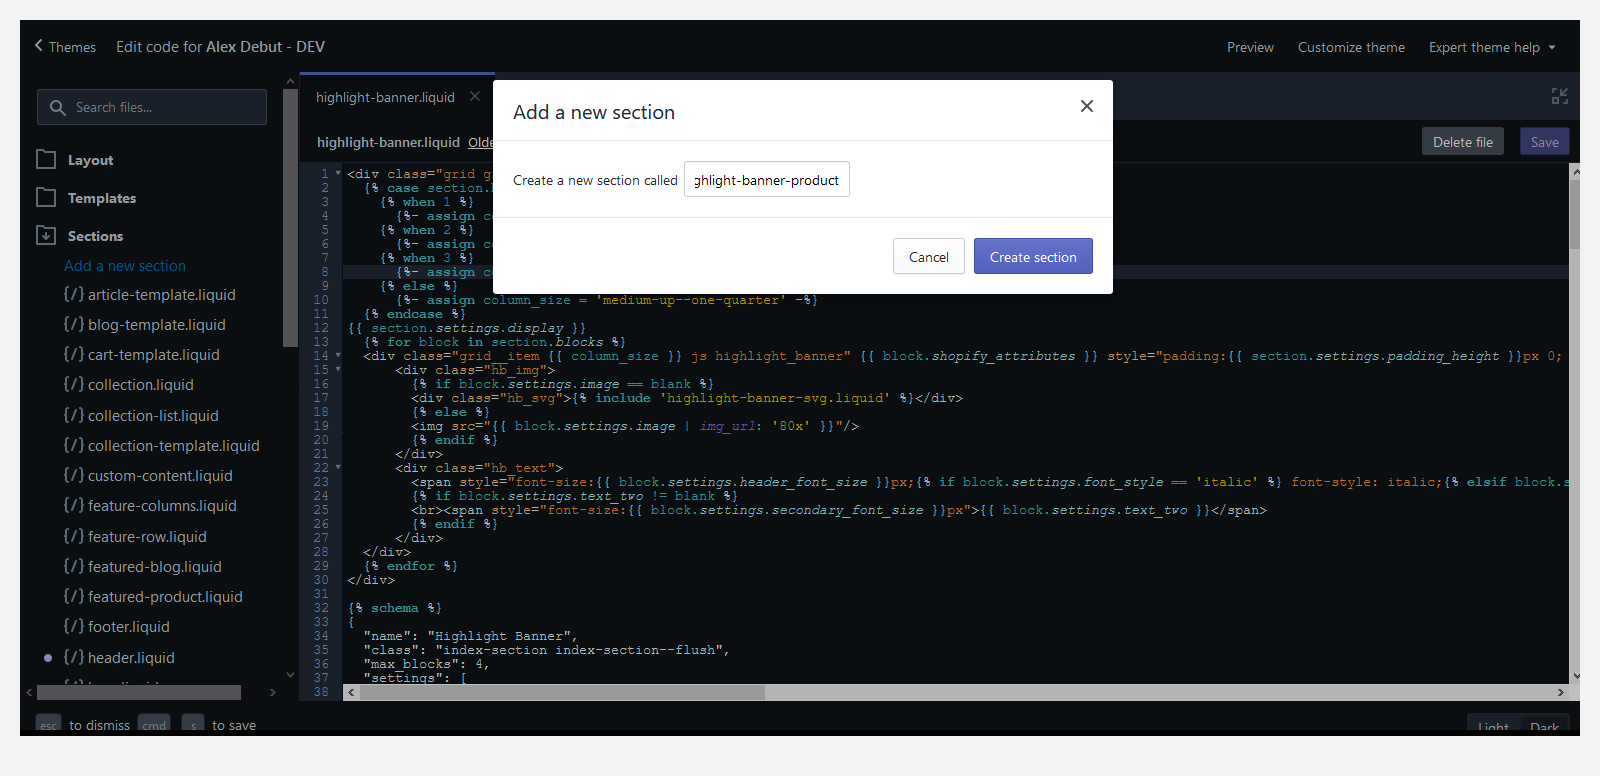 Themes
Edit code for Alex Debut - DEV
Preview
Customize theme
Expert theme help
Search files...
Layout
Templates
Sections
Add a new section
{/} article-template.liquid
{/} blog-template.liquid
{/} cart-template.liquid
{/} collection.liquid
{/} collection-list.liquid
{/} collection-template.liquid
{/} custom-content.liquid
{/} feature-columns.liquid
{/} feature-row.liquid
{/} featured-blog.liquid
{/} featured-product.liquid
{/} footer.liquid
{/} header.liquid
highlight-banner.liquid
highlight-banner.liquid Olde
Delete file
Save
Add a new section
Create a new section called ghlight-banner-product
Cancel
Create section
1 <div class="grid g
2 {% case section.
3 {% when 1 %}
4 {%- assign c
5 {% when 2 %}
6 {%- assign c
7 {% when 3 %}
8 {%- assign c
9 {% else %}
10 {%- assign column_size = 'medium-up--one-quarter' -%}
11 {% endcase %}
12 {{ section.settings.display }}
13 {% for block in section.blocks %}
14 <div class="grid__item {{ column_size }} js highlight_banner" {{ block.shopify_attributes }} style="padding:{{ section.settings.padding_height }}px 0;
15 <div class="hb_img">
16 {% if block.settings.image == blank %}
17 <div class="hb_svg">{% include 'highlight-banner-svg.liquid' %}</div>
18 {% else %}
19 <img src="{{ block.settings.image | img_url: '80x' }}"/>
20 {% endif %}
21 </div>
22 <div class="hb_text">
23 <span style="font-size:{{ block.settings.header_font_size }}px;{% if block.settings.font_style == 'italic' %} font-style: italic;{% elsif block.s
24 {% if block.settings.text_two != blank %}
25 <br><span style="font-size:{{ block.settings.secondary_font_size }}px">{{ block.settings.text_two }}</span>
26 {% endif %}
27 </div>
28 </div>
29 {% endfor %}
30 </div>
31
32 {% schema %}
33 {
34 "name": "Highlight Banner",
35 "class": "index-section index-section--flush",
36 "max_blocks": 4,
37 "settings": [
38
esc to dismiss cmd s to save
Light
Dark